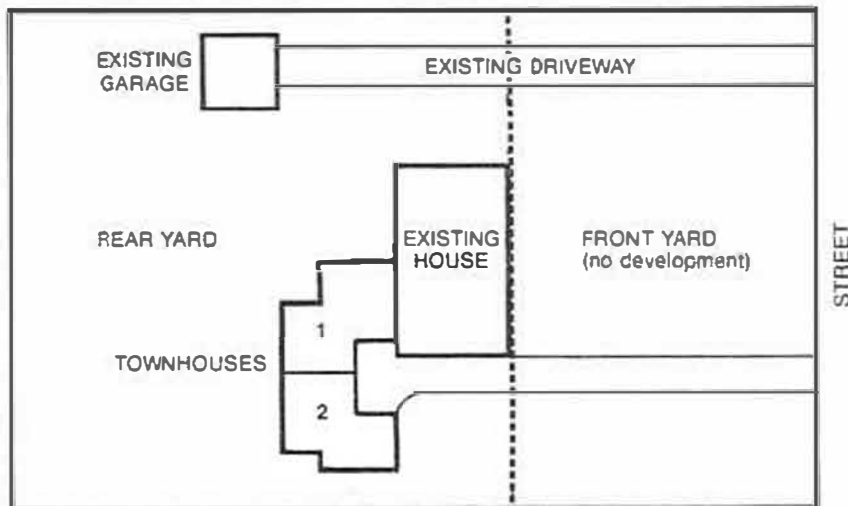 EXISTING
GARAGE
EXISTING DRIVEWAY
REAR YARD
EXISTING
HOUSE
FRONT YARD
(no development)
STREET
1
TOWNHOUSES
2